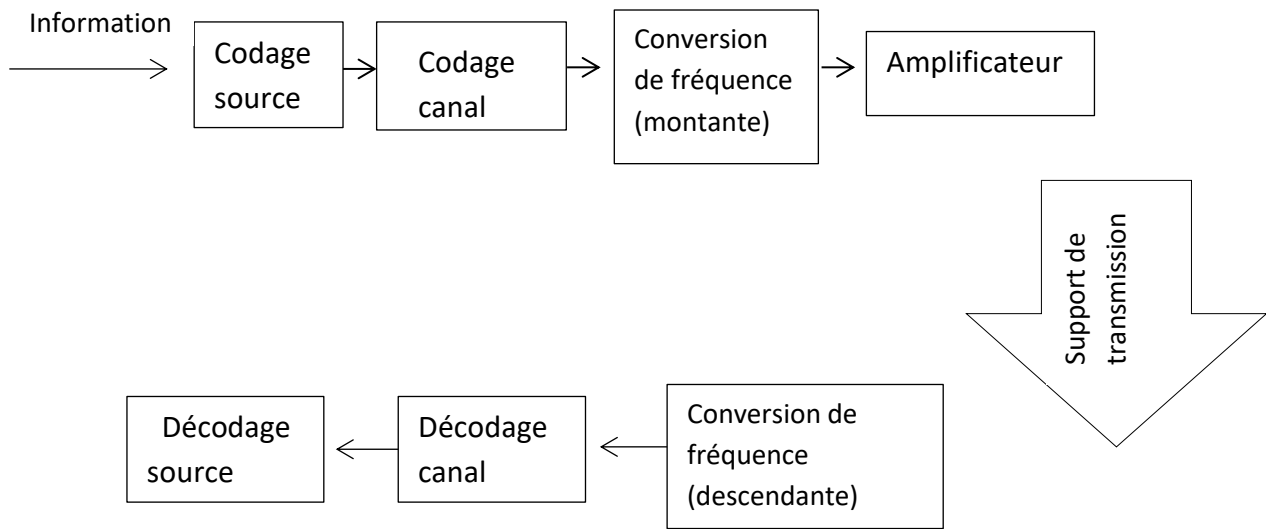 Information
Codage
source
Codage
canal
Conversion
de fréquence
(montante)
Amplificateur
Support de
transmission
Décodage
source
Décodage
canal
Conversion de
fréquence
(descendante)